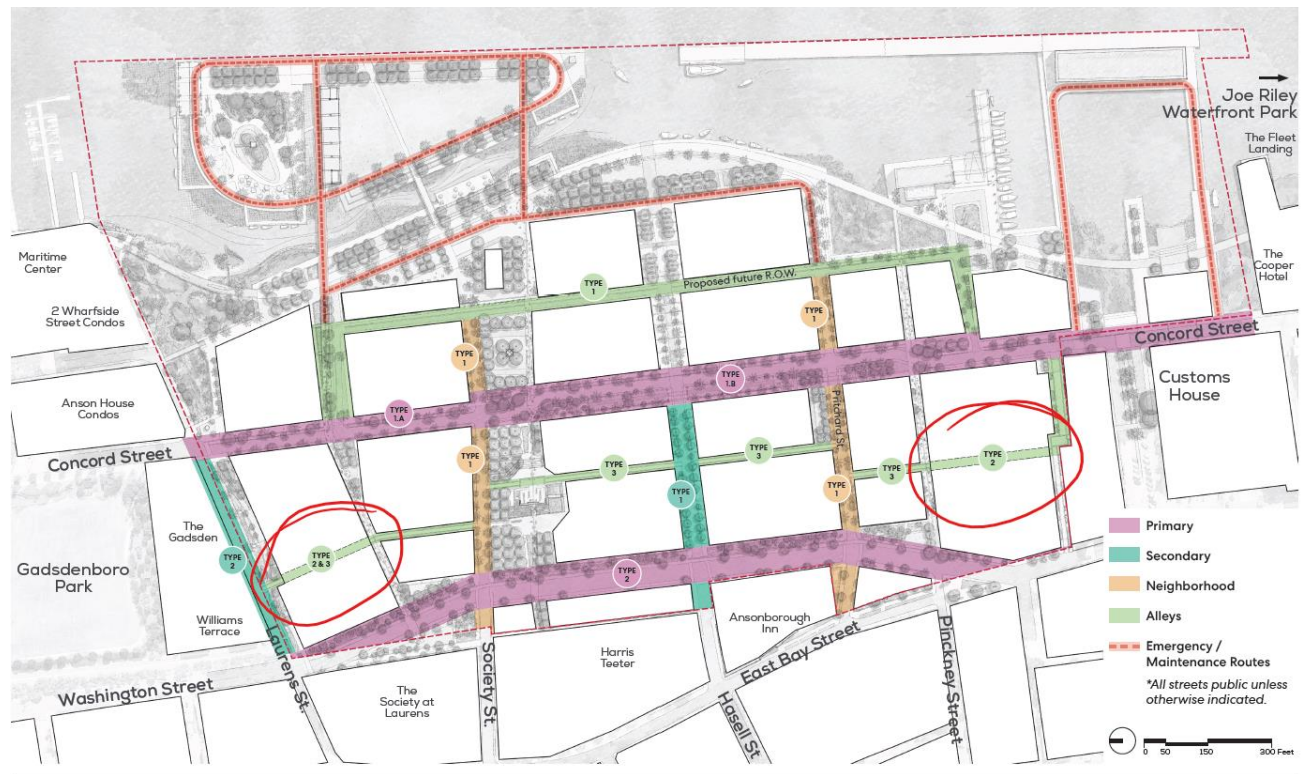 Joe Riley
Waterfront Park
The Fleet
Landing
Maritime
Center
The
Cooper
Hotel
2 Wharfside
Street Condos
TYPE
1
Proposed future R.O.W.
TYPE
1
TYPE
1
Concord Street
Anson House
Condos
TYPE
1.A
TYPE
1.B
Customs
House
Pritchard St.
Concord Street
TYPE
1
TYPE
3
TYPE
3
TYPE
3
TYPE
2
TYPE
1
TYPE
1
The
Gadsden
TYPE
2
TYPE
2 & 3
Gadsdenboro
Park
TYPE
2
Williams
Terrace
Laurens St.
Washington Street
The
Society at
Laurens
Society St.
Harris
Teeter
Ansonborough
Inn
Hasell St
East Bay Street
Pinckney Street
Primary
Secondary
Neighborhood
Alleys
Emergency /
Maintenance Routes
*All streets public unless
otherwise indicated.
0 50 150 300 Feet